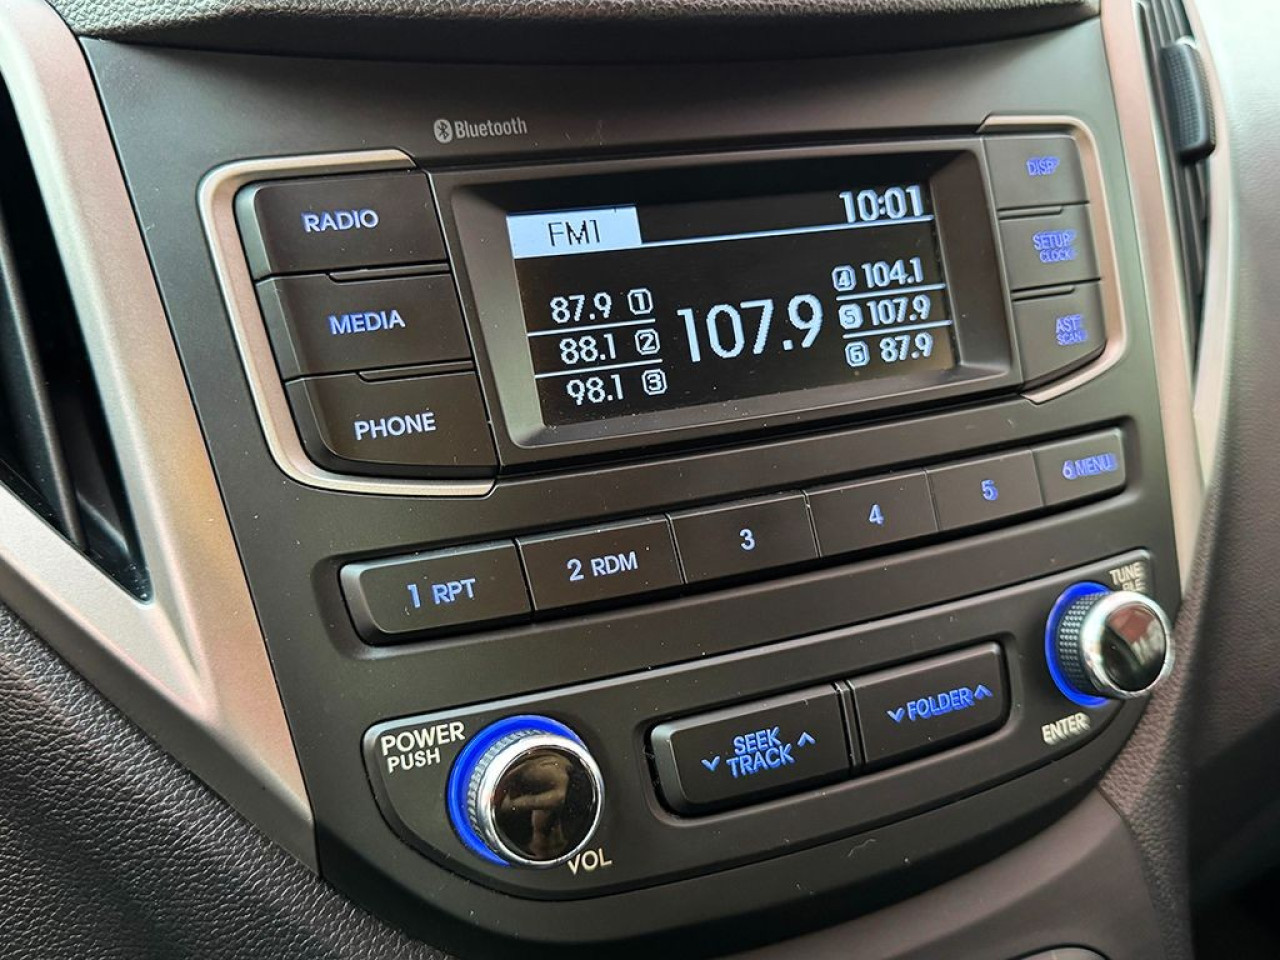 Bluetooth
RADIO
MEDIA
PHONE
FM1
10:01
87.9 1
88.1 2
98.1 3
107.9
4 104.1
5 107.9
6 87.9
DISP
SETUP
CLOCK
AST
SCAN
1 RPT
2 RDM
3
4
5
6 MENU
POWER
PUSH
VOL
SEEK
TRACK
FOLDER
TUNE
ENTER